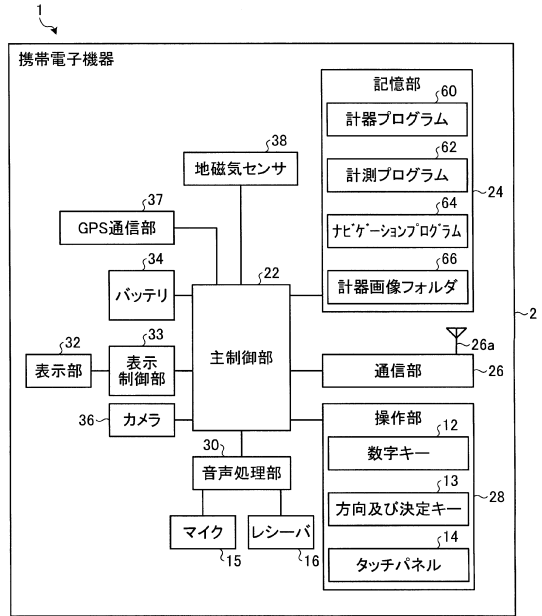 1
携帯電子機器
記憶部
60
計器プログラム
62
計測プログラム
24
64
ナビゲーションプログラム
66
計器画像フォルダ
38
地磁気センサ
37
GPS通信部
34
バッテリ
22
主制御部
2
32
表示部
33
表示
制御部
26a
通信部
26
36
カメラ
操作部
12
数字キー
13
方向及び決定キー
28
14
タッチパネル
30
音声処理部
マイク
15
レシーバ
16